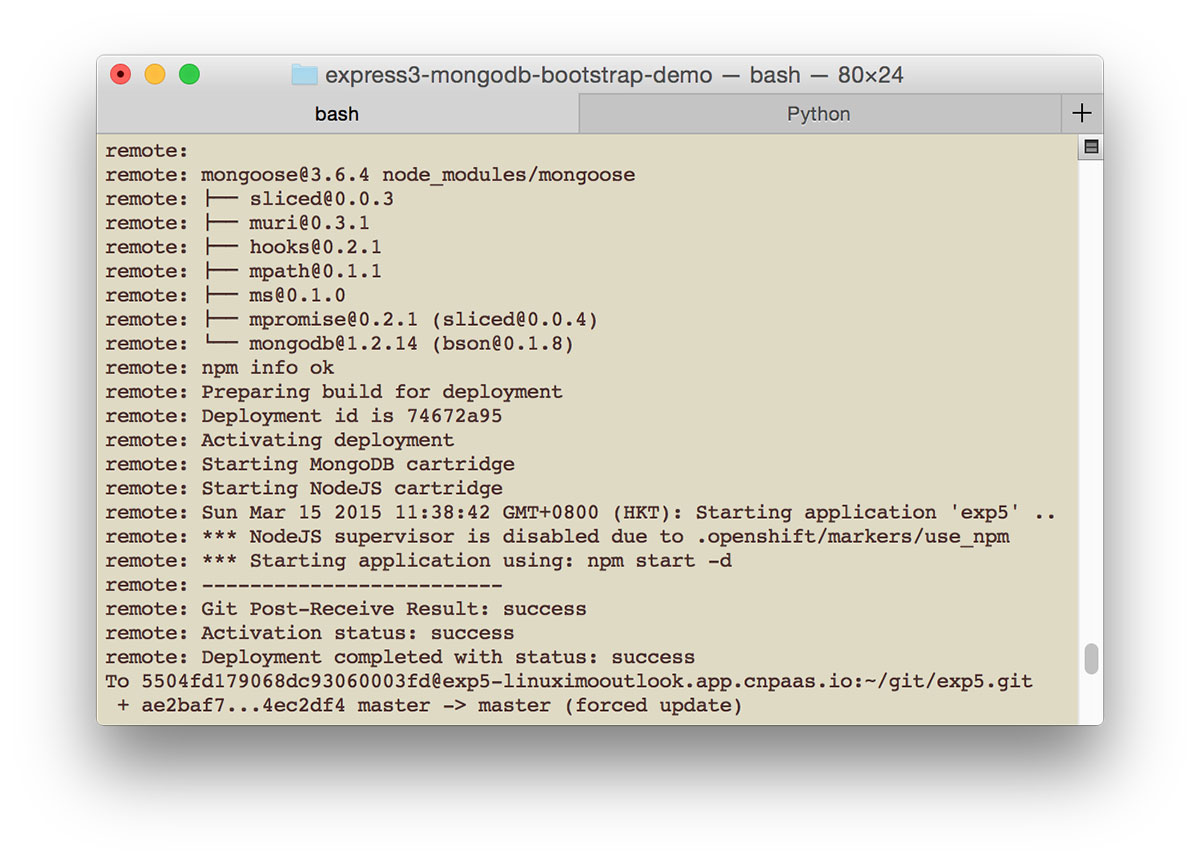 express3-mongodb-bootstrap-demo — bash — 80×24
bash Python +
remote:
remote: mongoose@3.6.4 node_modules/mongoose
remote: ├── sliced@0.0.3
remote: ├── muri@0.3.1
remote: ├── hooks@0.2.1
remote: ├── mpath@0.1.1
remote: ├── ms@0.1.0
remote: ├── mpromise@0.2.1 (sliced@0.0.4)
remote: └── mongodb@1.2.14 (bson@0.1.8)
remote: npm info ok
remote: Preparing build for deployment
remote: Deployment id is 74672a95
remote: Activating deployment
remote: Starting MongoDB cartridge
remote: Starting NodeJS cartridge
remote: Sun Mar 15 2015 11:38:42 GMT+0800 (HKT): Starting application 'exp5' ..
remote: *** NodeJS supervisor is disabled due to .openshift/markers/use_npm
remote: *** Starting application using: npm start -d
remote: -------------------------
remote: Git Post-Receive Result: success
remote: Activation status: success
remote: Deployment completed with status: success
To 5504fd179068dc93060003fd@exp5-linuximooutlook.app.cnpaas.io:~/git/exp5.git
 + ae2baf7...4ec2df4 master -> master (forced update)